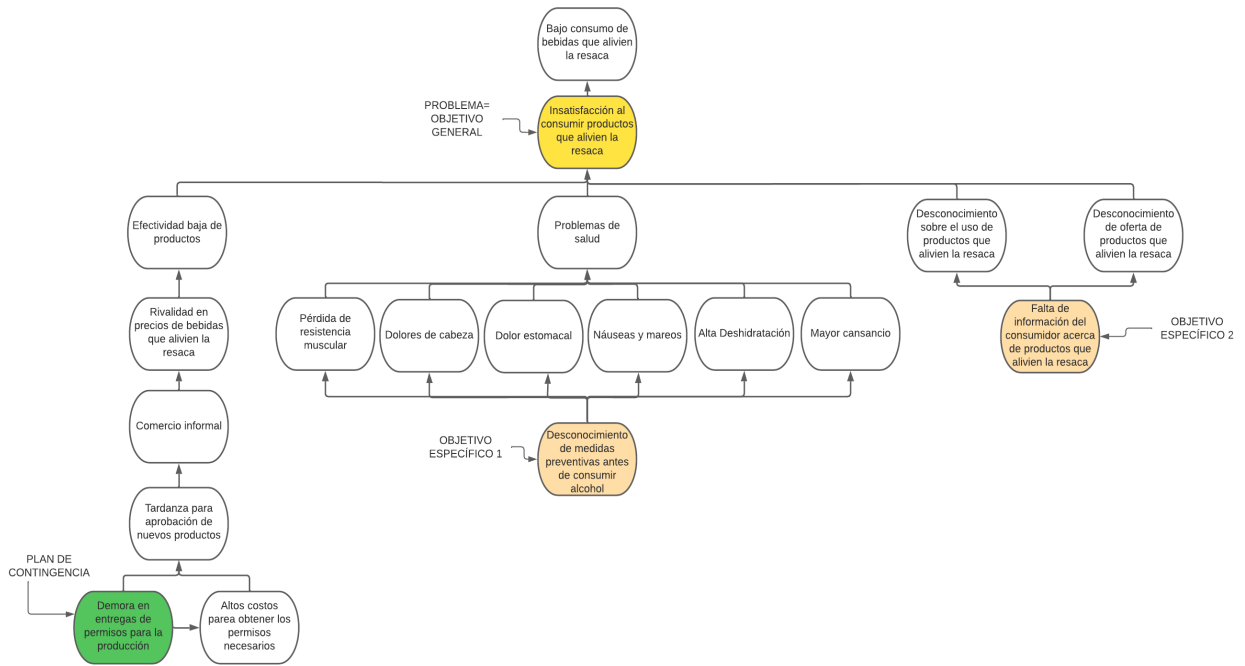 Bajo consumo de
bebidas que alivien
la resaca
PROBLEMA=
OBJETIVO
GENERAL
Insatisfacción al
consumir productos
que alivien la
resaca
Efectividad baja de
productos
Problemas de
salud
Desconocimiento
sobre el uso de
productos que
alivien la resaca
Desconocimiento
de oferta de
productos que
alivien la resaca
Rivalidad en
precios de bebidas
que alivien la
resaca
Pérdida de
resistencia
muscular
Dolores de cabeza
Dolor estomacal
Náuseas y mareos
Alta Deshidratación
Mayor cansancio
Falta de
información del
consumidor acerca
de productos que
alivien la resaca
OBJETIVO
ESPECÍFICO 2
Comercio informal
OBJETIVO
ESPECÍFICO 1
Desconocimiento
de medidas
preventivas antes
de consumir
alcohol
Tardanza para
aprobación de
nuevos productos
PLAN DE
CONTINGENCIA
Demora en
entregas de
permisos para la
producción
Altos costos
parea obtener los
permisos
necesarios